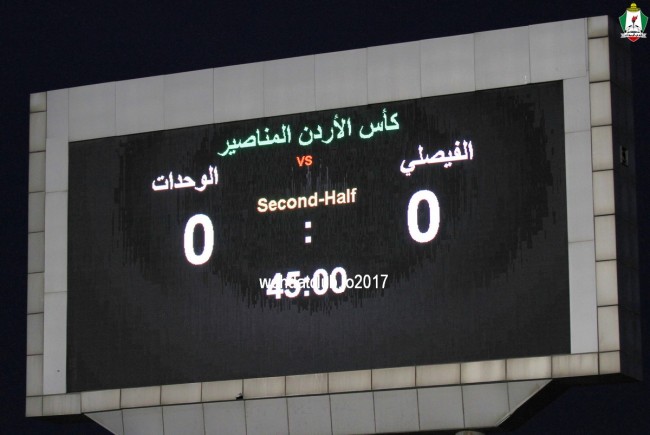 كأس الأردن المناصير
vs
الفيصلي
الوحدات
Second-Half
0 : 0
45:00